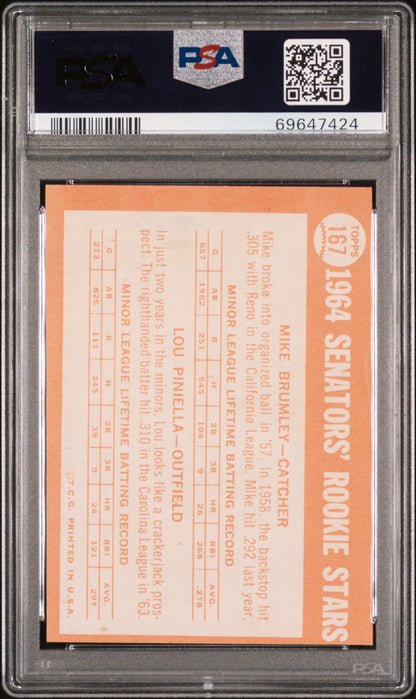 PSA
PSA
69647424
TOPPS
167
1964 SENATORS' ROOKIE STARS
MIKE BRUMLEY—CATCHER
Mike broke into organized ball in '57. In 1958, the backstop hit
.305 with Reno in the California League. Mike hit .292 last year.
MINOR LEAGUE LIFETIME BATTING RECORD
G AB R H 2B 3B HR RBI AVG.
657 1962 251 545 104 9 26 268 .278
LOU PINIELLA—OUTFIELD
In just two years in the minors, Lou looks like a crackerjack pros-
pect. The righthanded batter hit .310 in the Carolina League in '63.
MINOR LEAGUE LIFETIME BATTING RECORD
G AB R H 2B 3B HR RBI AVG.
213 826 111 245 39 9 24 121 .297
©T.C.G. PRINTED IN U.S.A.
PSA